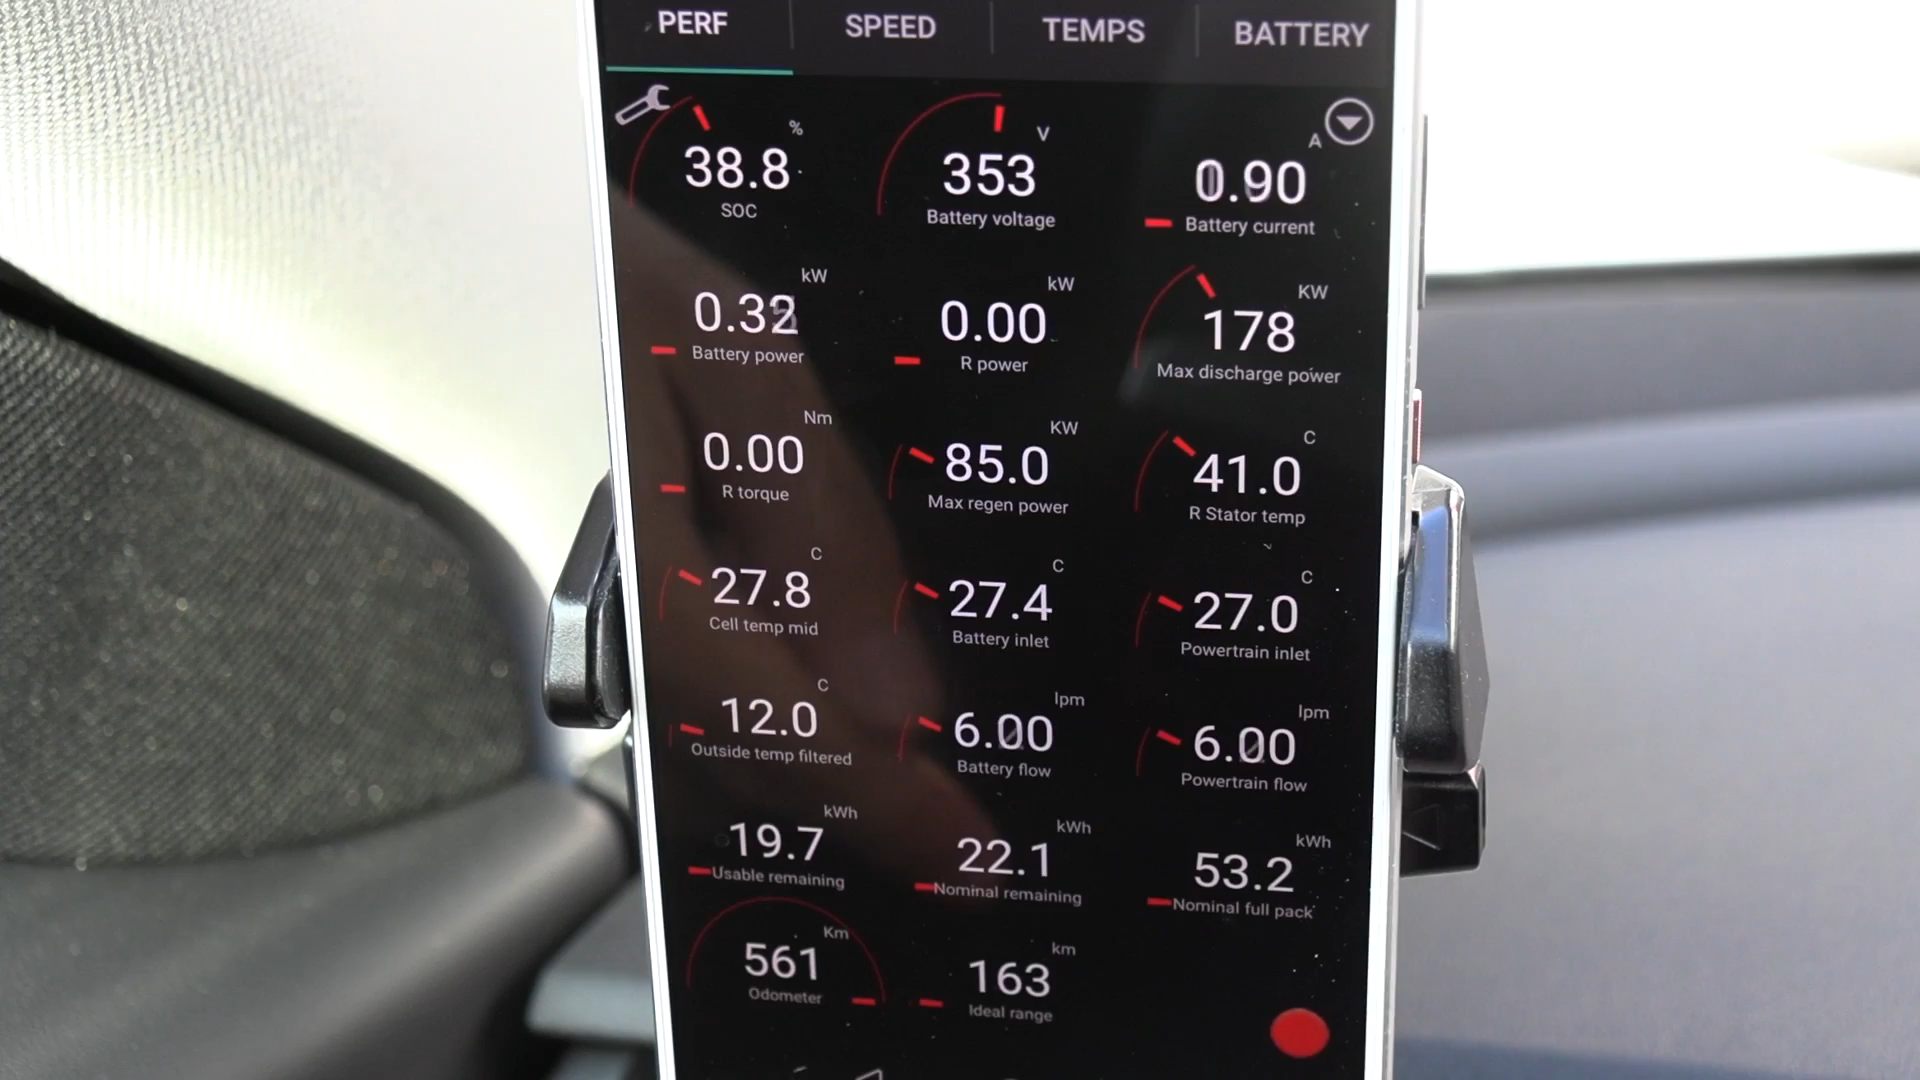 PERF SPEED TEMPS BATTERY
% V A
38.8 353 0.90
SOC Battery voltage Battery current
kW kW KW
0.32 0.00 178
Battery power R power Max discharge power
Nm KW C
0.00 85.0 41.0
R torque Max regen power R Stator temp
C C C
27.8 27.4 27.0
Cell temp mid Battery inlet Powertrain inlet
C lpm lpm
12.0 6.00 6.00
Outside temp filtered Battery flow Powertrain flow
kWh kWh kWh
19.7 22.1 53.2
Usable remaining Nominal remaining Nominal full pack
Km km
561 163
Odometer Ideal range